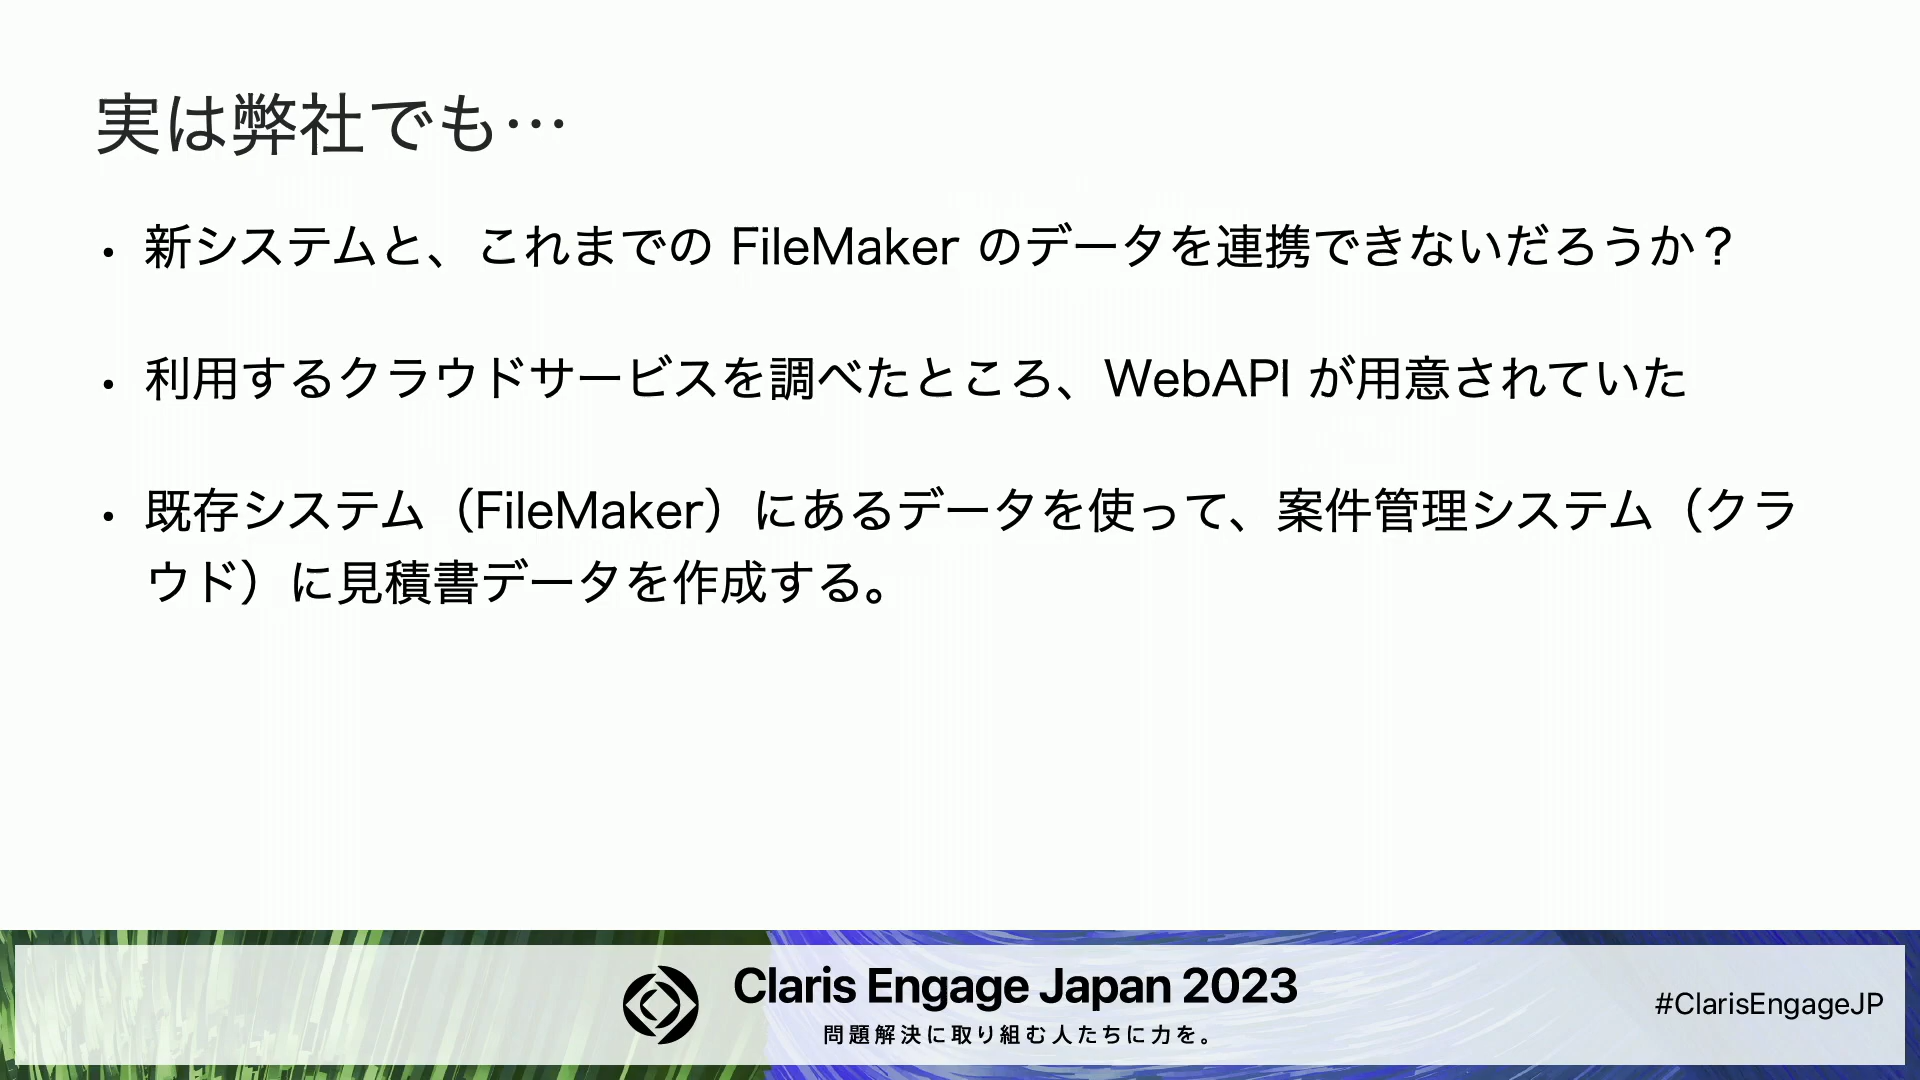 実は弊社でも…
• 新システムと、これまでの FileMaker のデータを連携できないだろうか？
• 利用するクラウドサービスを調べたところ、WebAPI が用意されていた
• 既存システム（FileMaker）にあるデータを使って、案件管理システム（クラ
ウド）に見積書データを作成する。
Claris Engage Japan 2023
問題解決に取り組む人たちに力を。
#ClarisEngageJP